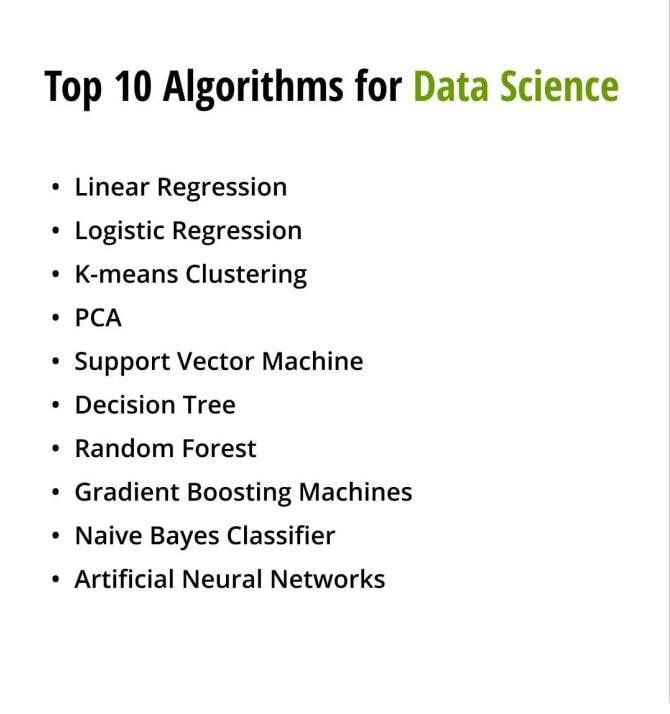 Top 10 Algorithms for Data Science
• Linear Regression
• Logistic Regression
• K-means Clustering
• PCA
• Support Vector Machine
• Decision Tree
• Random Forest
• Gradient Boosting Machines
• Naive Bayes Classifier
• Artificial Neural Networks